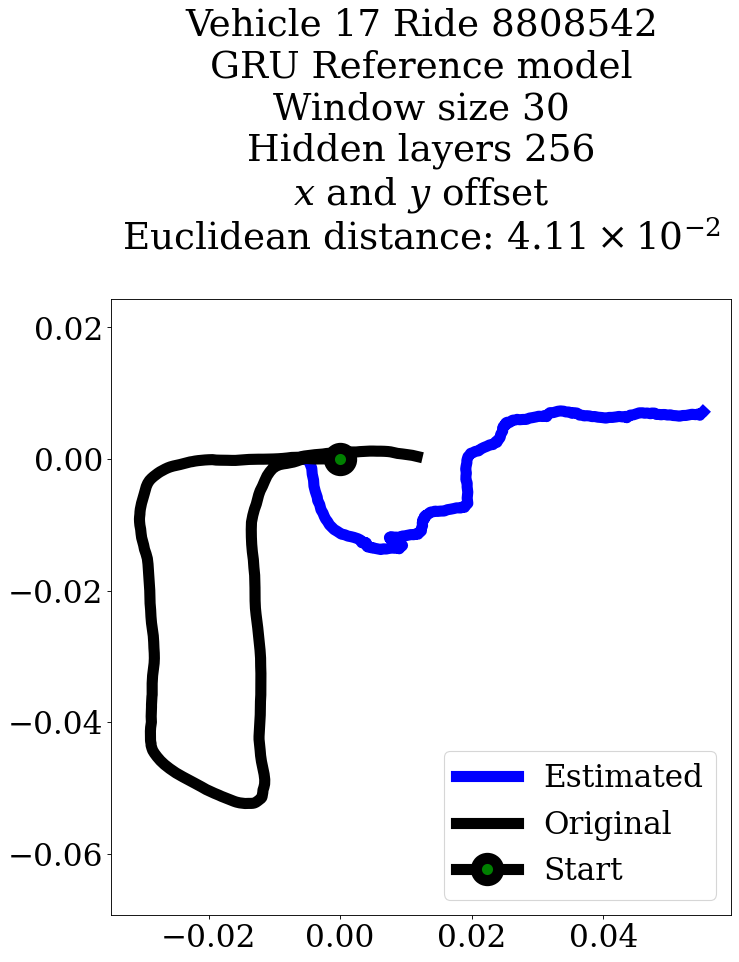 Vehicle 17 Ride 8808542
GRU Reference model
Window size 30
Hidden layers 256
x and y offset
Euclidean distance: 4.11 × 10⁻²
0.02
0.00
−0.02
−0.04
−0.06
Estimated
Original
Start
−0.02 0.00 0.02 0.04